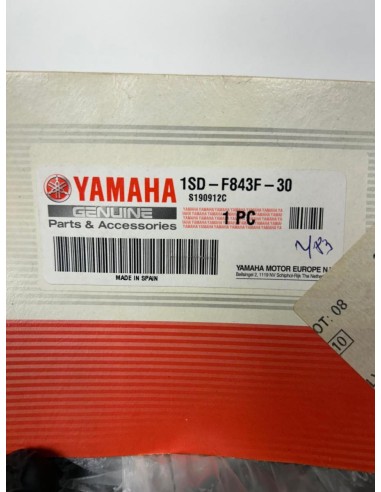 YAMAHA
GENUINE
Parts & Accessories
1SD-F843F-30
S190912C
1 PC
MADE IN SPAIN
YAMAHA MOTOR EUROPE N
OT: 08
10